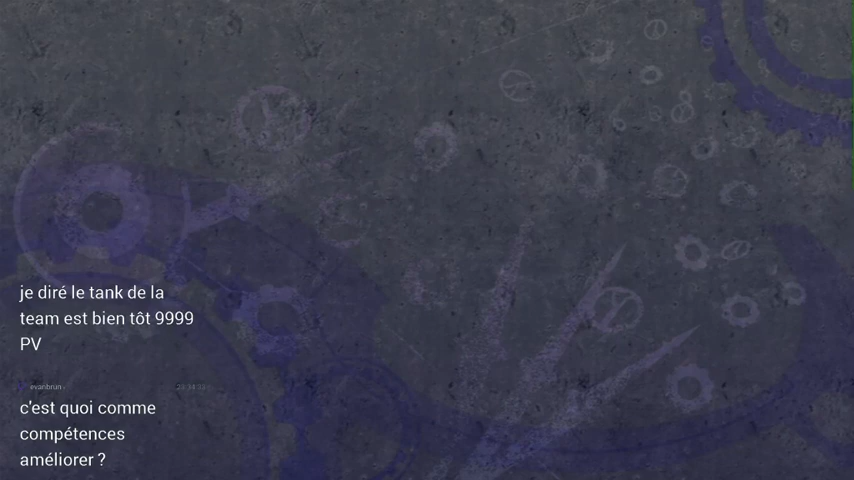 je diré le tank de la
team est bien tôt 9999
PV
evanbrun
c'est quoi comme
compétences
améliorer ?